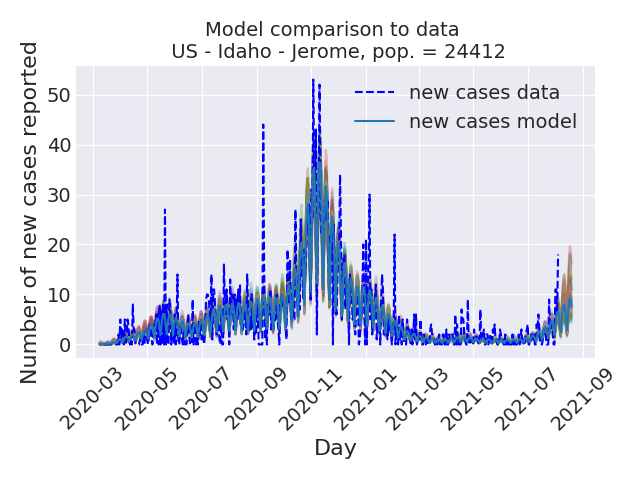 Model comparison to data
US - Idaho - Jerome, pop. = 24412
Number of new cases reported
50
40
30
20
10
0
new cases data
new cases model
2020-03
2020-05
2020-07
2020-09
2020-11
2021-01
2021-03
2021-05
2021-07
2021-09
Day